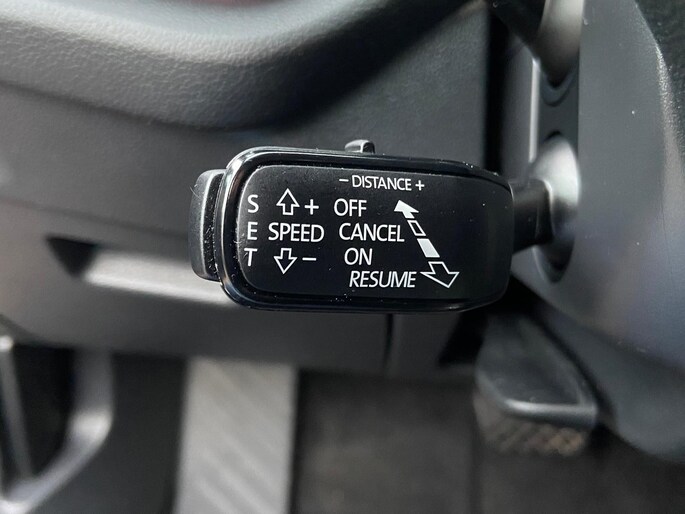 − DISTANCE +
S + OFF
E SPEED CANCEL
T − ON
RESUME